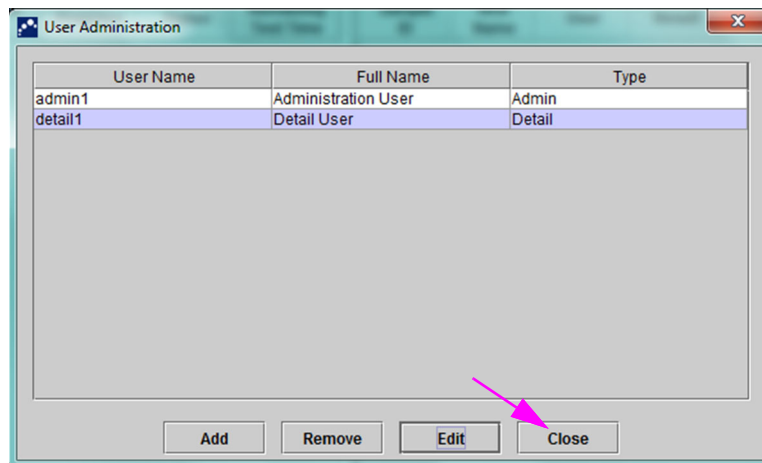 User Administration
User Name Full Name Type
admin1 Administration User Admin
detail1 Detail User Detail
Add Remove Edit Close